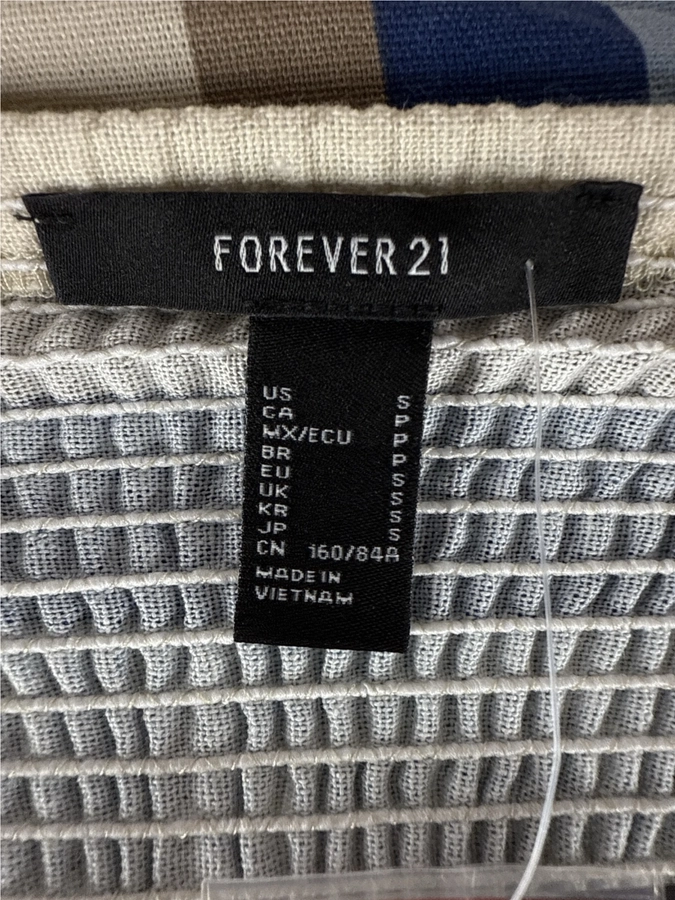 FOREVER 21
US S
CA P
MX/ECU P
BR P
EU S
UK S
KR S
JP S
CN 160/84A
MADE IN
VIETNAM